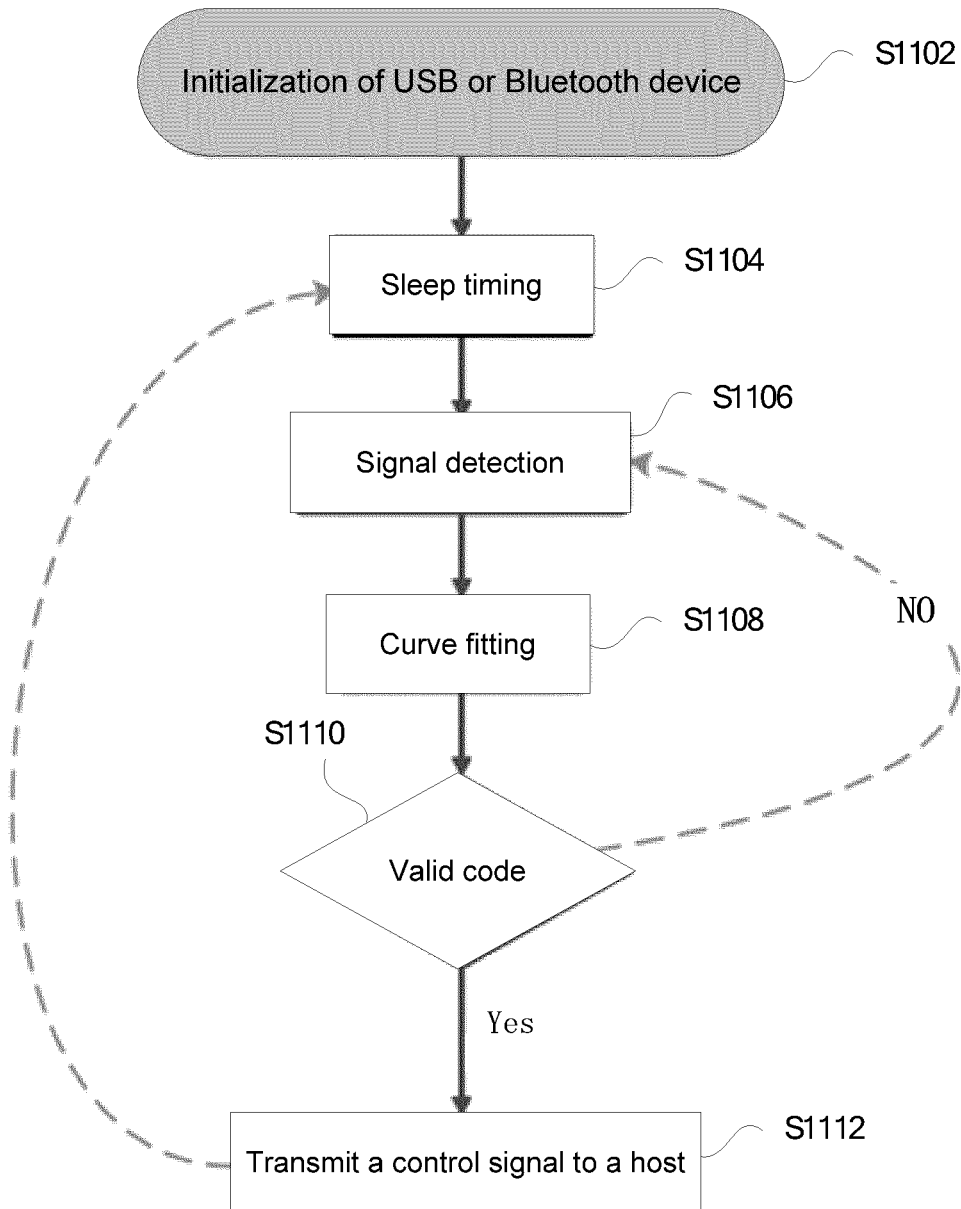 Initialization of USB or Bluetooth device
S1102
Sleep timing
S1104
Signal detection
S1106
Curve fitting
S1108
NO
S1110
Valid code
Yes
Transmit a control signal to a host
S1112